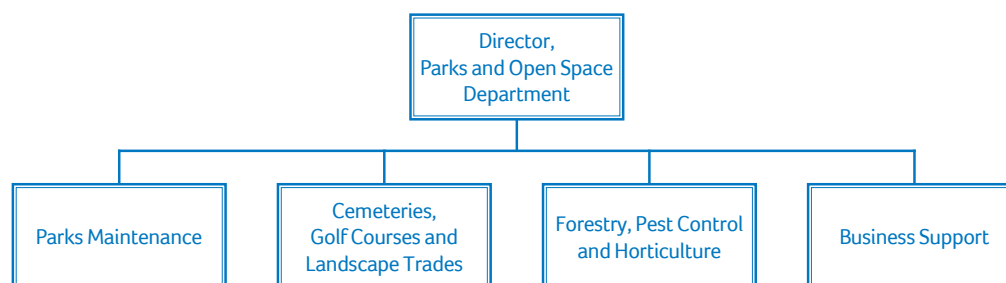 Director,
Parks and Open Space
Department
Parks Maintenance
Cemeteries,
Golf Courses and
Landscape Trades
Forestry, Pest Control
and Horticulture
Business Support